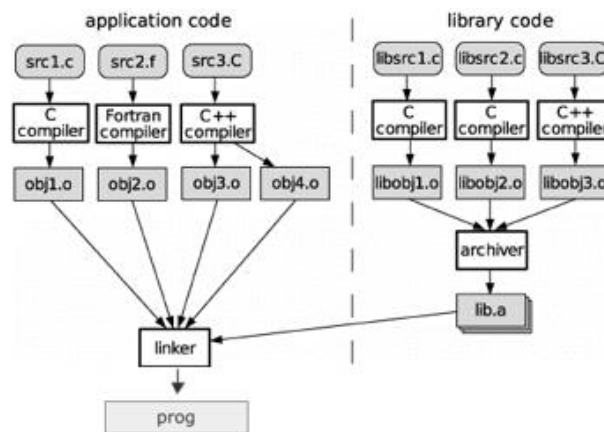 application code
library code
src1.c
src2.f
src3.C
libsrc1.c
libsrc2.c
libsrc3.C
C
compiler
Fortran
compiler
C++
compiler
C
compiler
C
compiler
C++
compiler
obj1.o
obj2.o
obj3.o
obj4.o
libobj1.o
libobj2.o
libobj3.o
archiver
lib.a
linker
prog